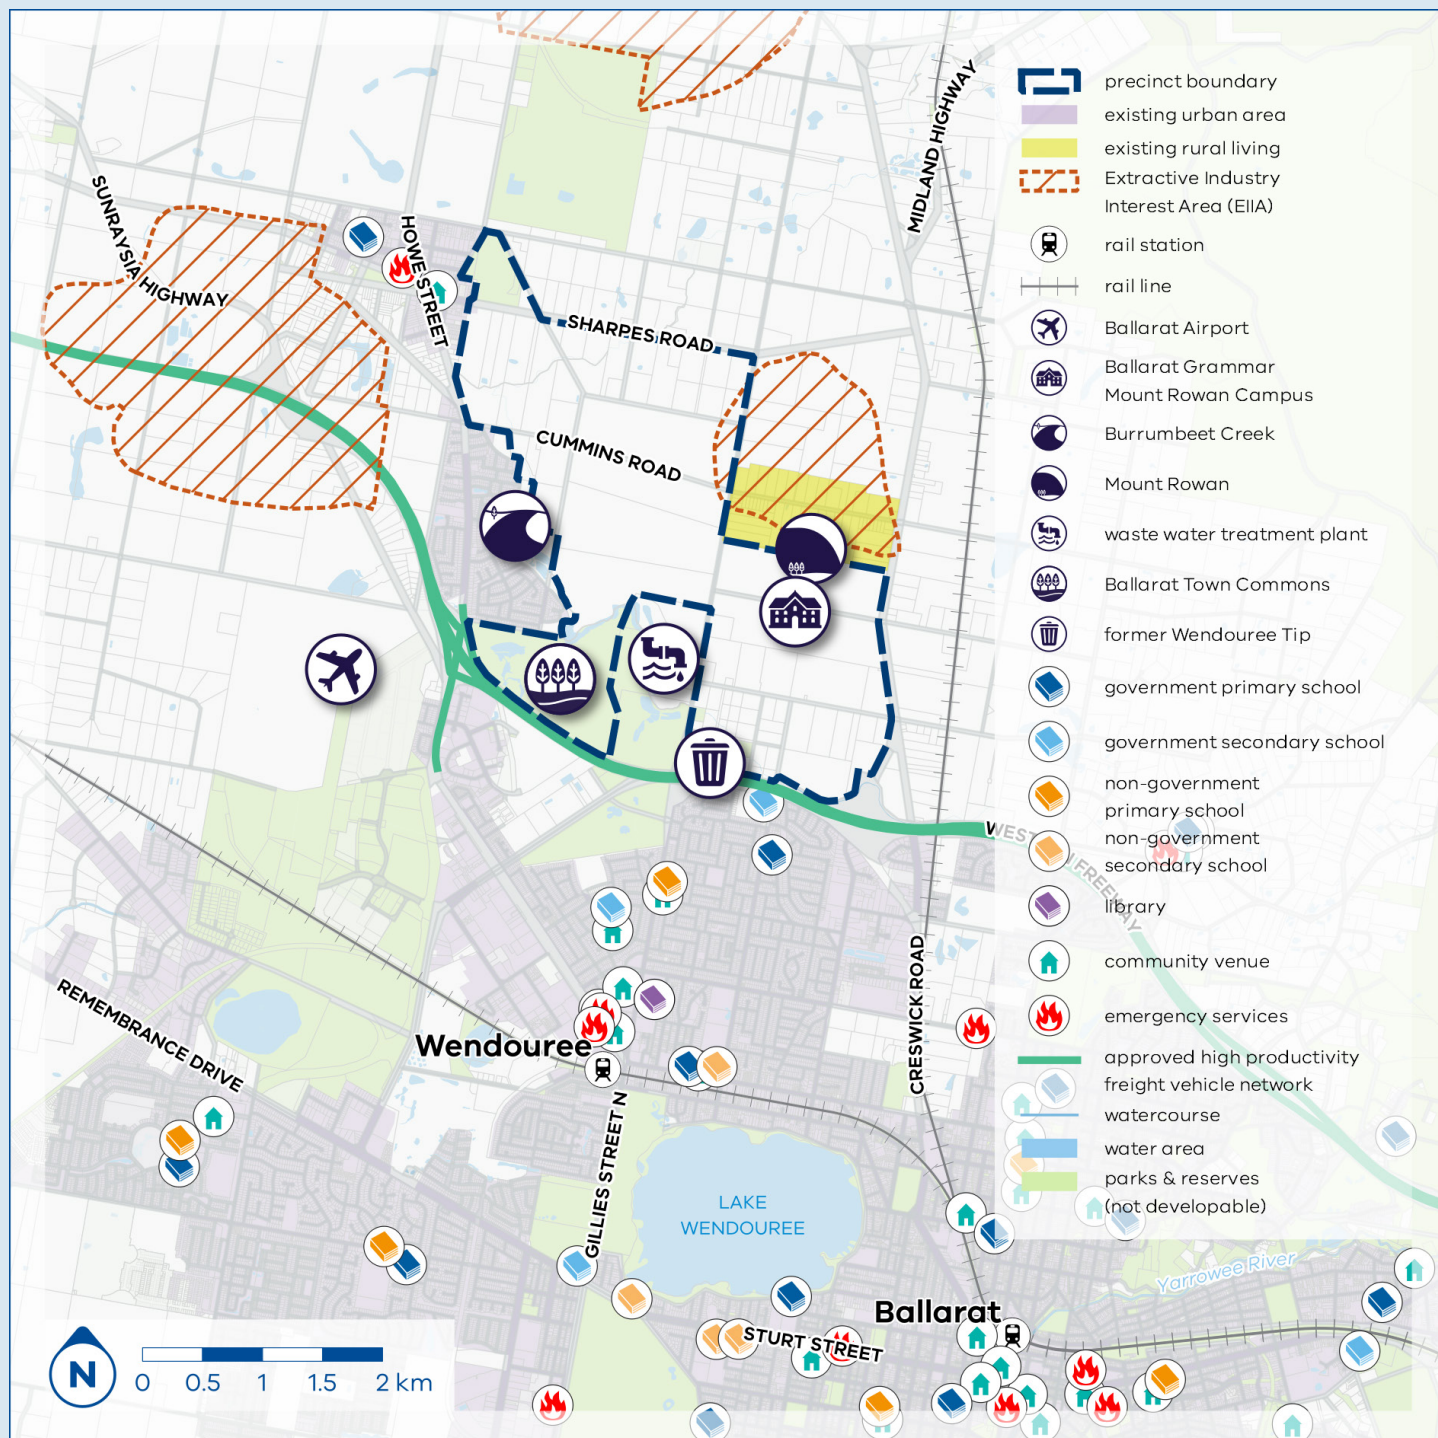 MIDLAND HIGHWAY
SUNRAYSIA HIGHWAY
HOWE STREET
SHARPES ROAD
CUMMINS ROAD
WESTERN FREEWAY
CRESWICK ROAD
REMEMBRANCE DRIVE
Wendouree
GILLIES STREET N
LAKE
WENDOUREE
Yarrowee River
Ballarat
STURT STREET
N
0 0.5 1 1.5 2 km
precinct boundary
existing urban area
existing rural living
Extractive Industry
Interest Area (EIIA)
rail station
rail line
Ballarat Airport
Ballarat Grammar
Mount Rowan Campus
Burrumbeet Creek
Mount Rowan
waste water treatment plant
Ballarat Town Commons
former Wendouree Tip
government primary school
government secondary school
non-government
primary school
non-government
secondary school
library
community venue
emergency services
approved high productivity
freight vehicle network
watercourse
water area
parks & reserves
(not developable)